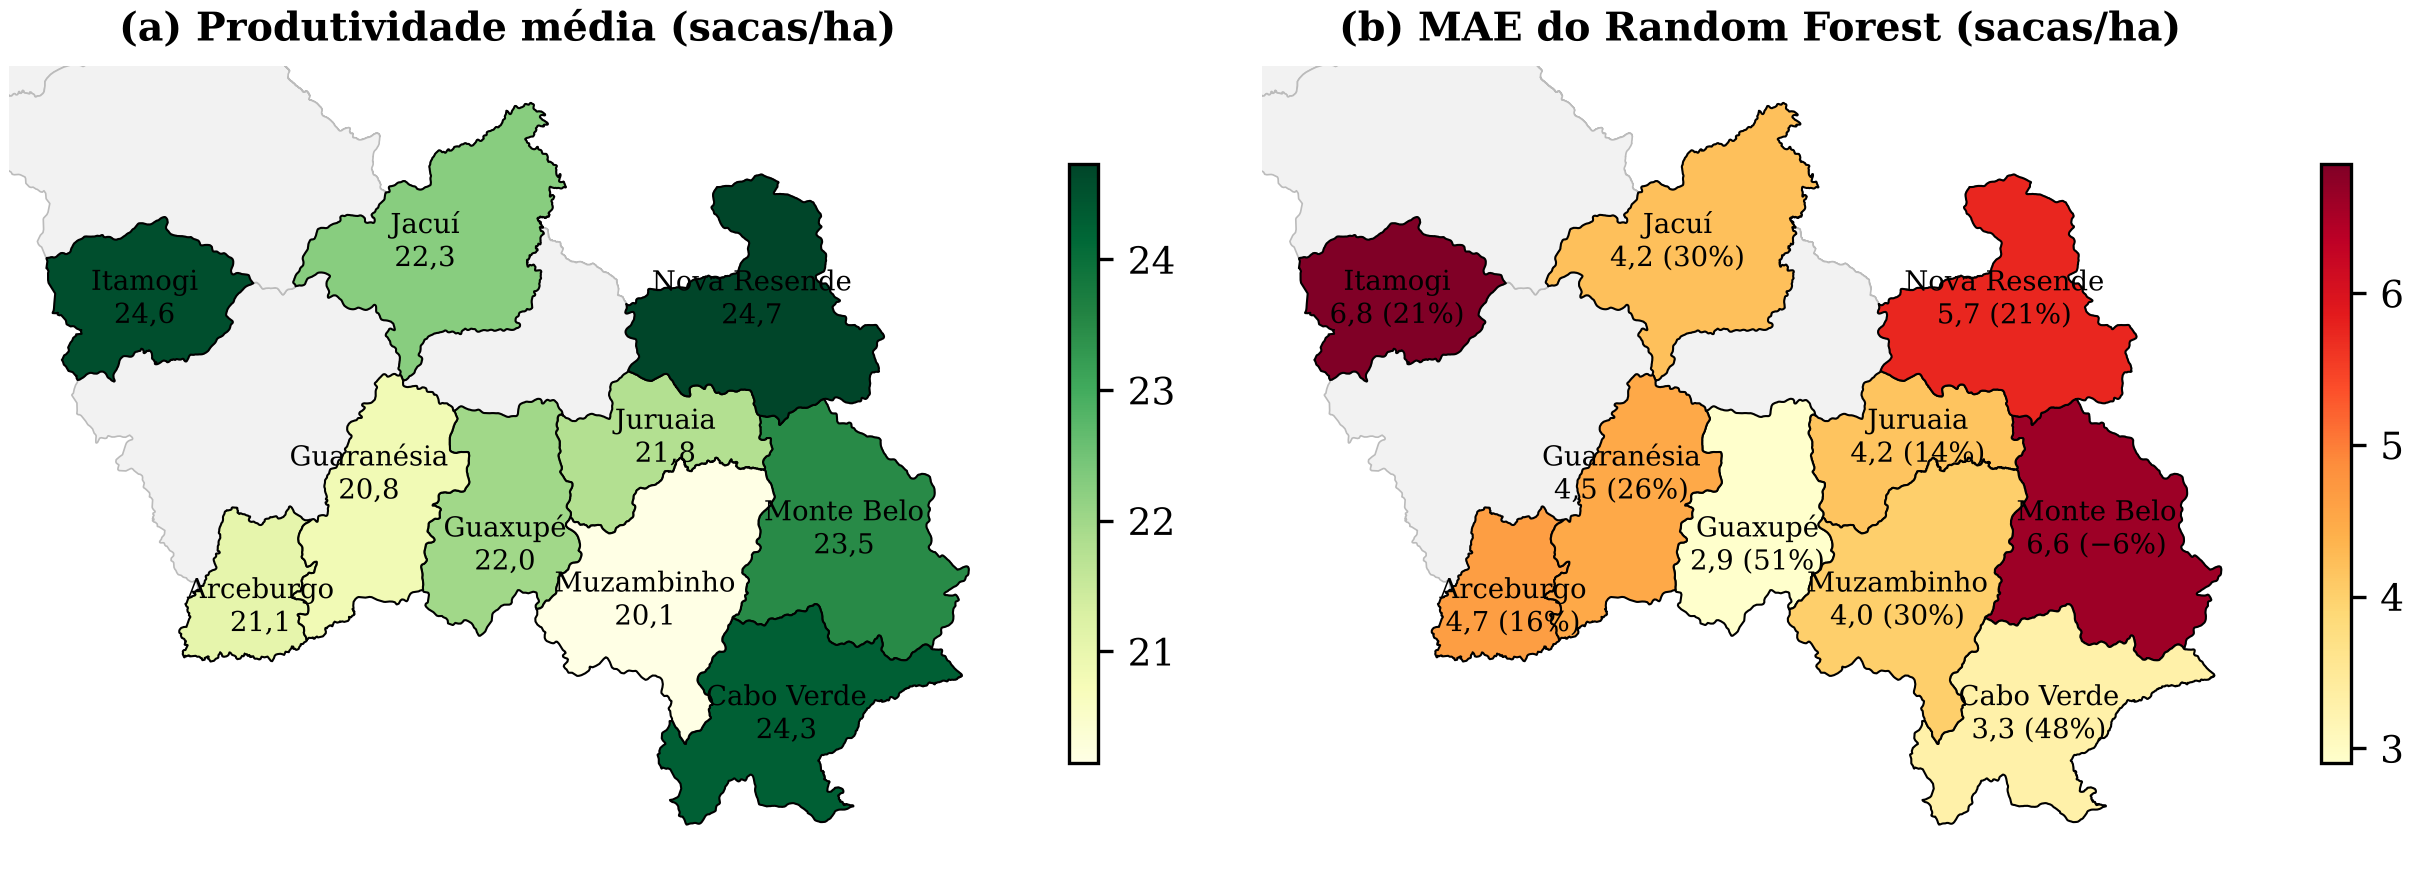 (a) Produtividade média (sacas/ha)
Jacuí
22,3
Itamogi
24,6
Nova Resende
24,7
Juruaia
21,8
Guaranésia
20,8
Monte Belo
23,5
Guaxupé
22,0
Muzambinho
20,1
Arceburgo
21,1
Cabo Verde
24,3
24
23
22
21
(b) MAE do Random Forest (sacas/ha)
Jacuí
4,2 (30%)
Itamogi
6,8 (21%)
Nova Resende
5,7 (21%)
Juruaia
4,2 (14%)
Guaranésia
4,5 (26%)
Monte Belo
6,6 (−6%)
Guaxupé
2,9 (51%)
Muzambinho
4,0 (30%)
Arceburgo
4,7 (16%)
Cabo Verde
3,3 (48%)
6
5
4
3